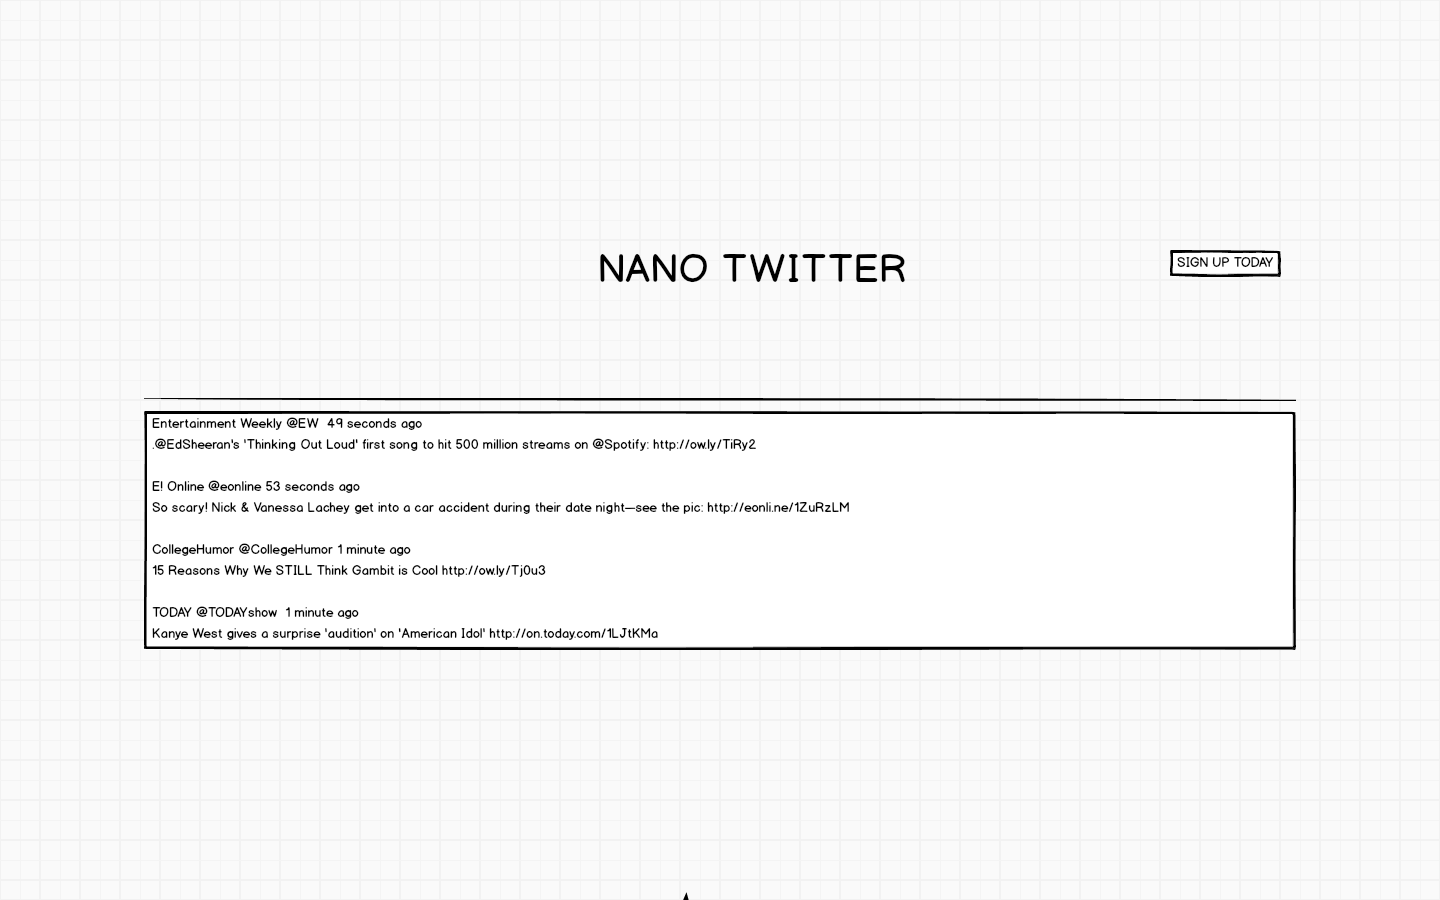 NANO TWITTER
SIGN UP TODAY
Entertainment Weekly @EW  49 seconds ago
.@EdSheeran's 'Thinking Out Loud' first song to hit 500 million streams on @Spotify: http://ow.ly/TiRy2
E! Online @eonline 53 seconds ago
So scary! Nick & Vanessa Lachey get into a car accident during their date night—see the pic: http://eonli.ne/1ZuRzLM
CollegeHumor @CollegeHumor 1 minute ago
15 Reasons Why We STILL Think Gambit is Cool http://ow.ly/Tj0u3
TODAY @TODAYshow  1 minute ago
Kanye West gives a surprise 'audition' on 'American Idol' http://on.today.com/1LJtKMa